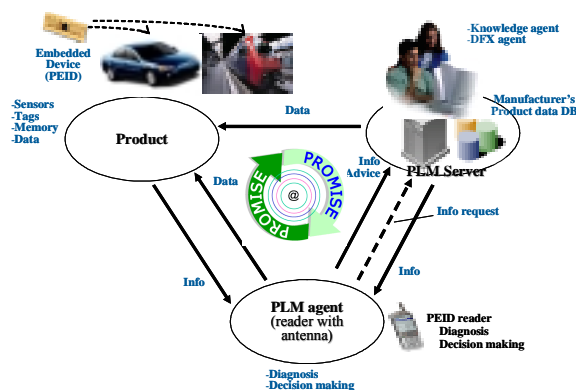 Embedded
Device
(PEID)
-Knowledge agent
-DFX agent
-Sensors
-Tags
-Memory
-Data
Product
Data
Manufacturer's
Product data DB
PLM Server
Info
Advice
Data
PROMISE
PROMISE
@
Info request
Info
Info
PLM agent
(reader with
antenna)
PEID reader
Diagnosis
Decision making
-Diagnosis
-Decision making